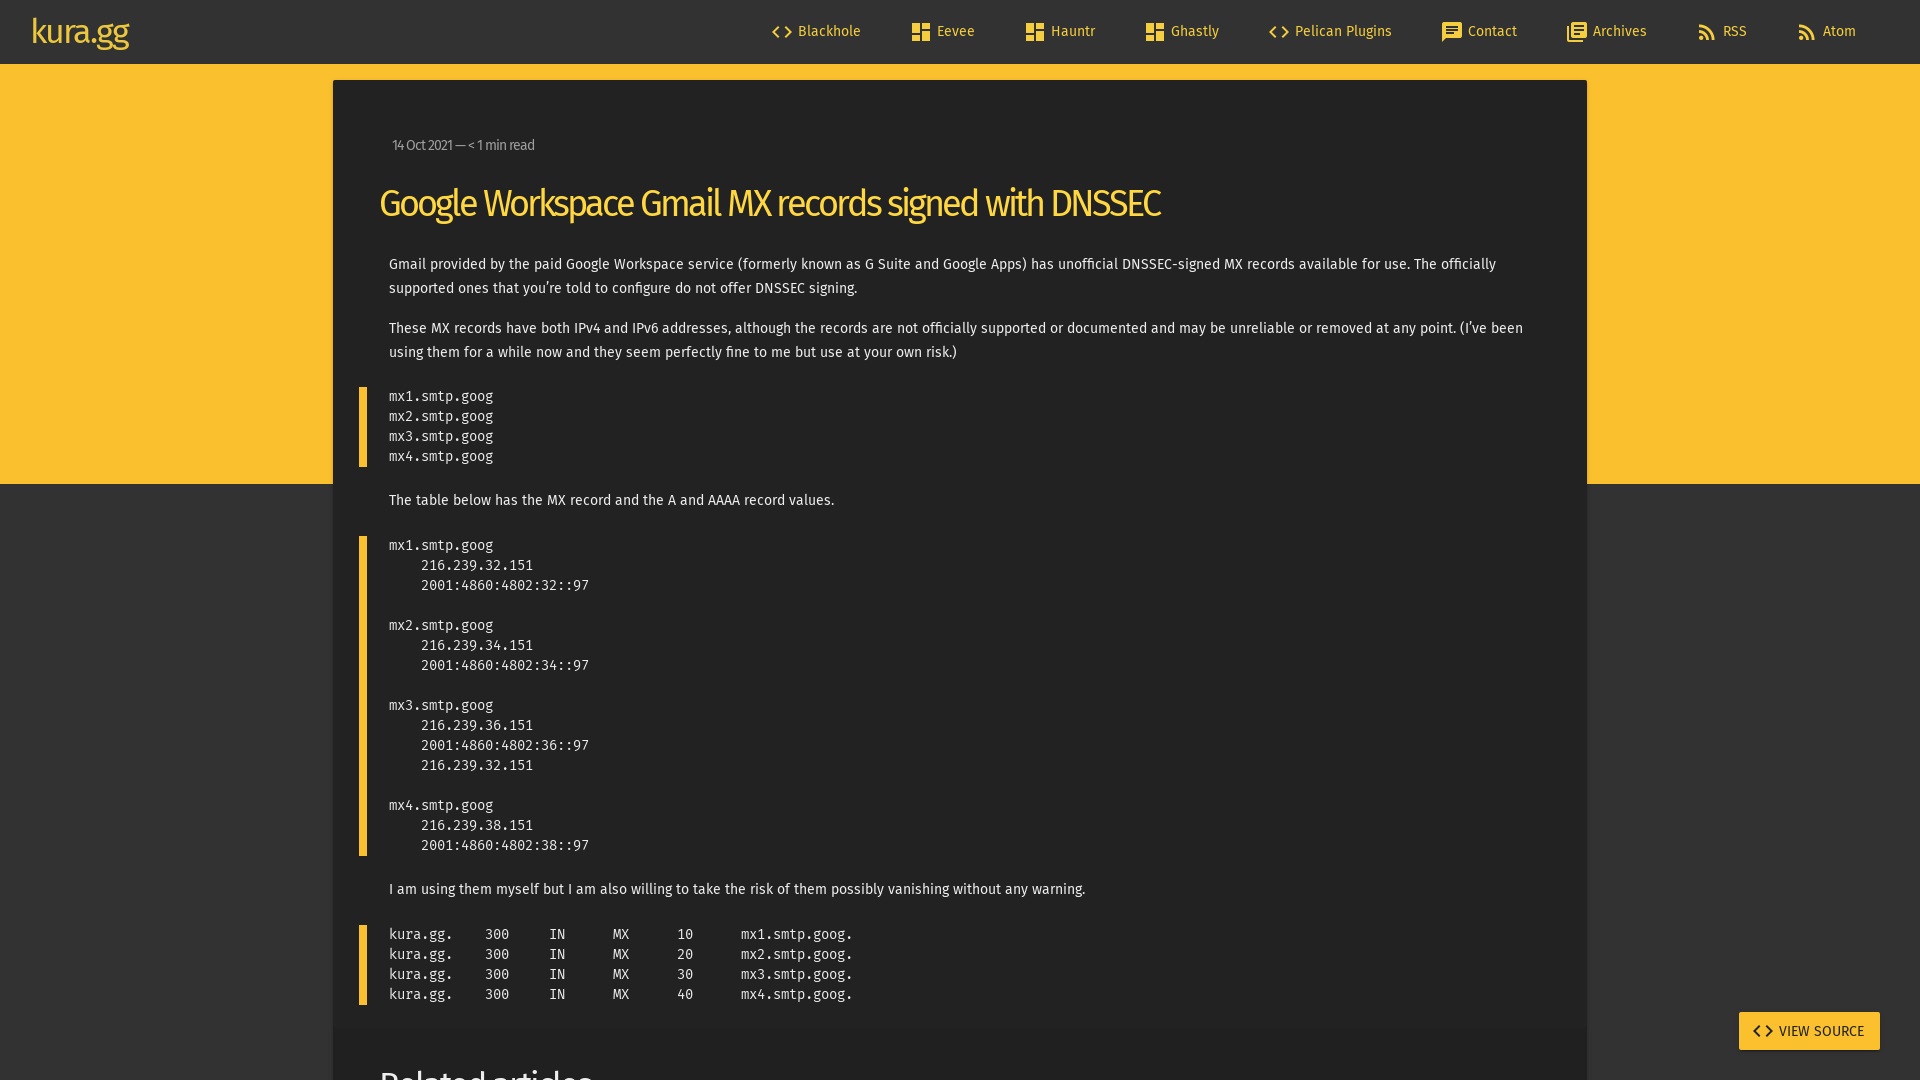 kura.gg
Blackhole
Eevee
Hauntr
Ghastly
Pelican Plugins
Contact
Archives
RSS
Atom
14 Oct 2021 — < 1 min read
Google Workspace Gmail MX records signed with DNSSEC
Gmail provided by the paid Google Workspace service (formerly known as G Suite and Google Apps) has unofficial DNSSEC-signed MX records available for use. The officially
supported ones that you’re told to configure do not offer DNSSEC signing.
These MX records have both IPv4 and IPv6 addresses, although the records are not officially supported or documented and may be unreliable or removed at any point. (I’ve been
using them for a while now and they seem perfectly fine to me but use at your own risk.)
mx1.smtp.goog
mx2.smtp.goog
mx3.smtp.goog
mx4.smtp.goog
The table below has the MX record and the A and AAAA record values.
mx1.smtp.goog
216.239.32.151
2001:4860:4802:32::97
mx2.smtp.goog
216.239.34.151
2001:4860:4802:34::97
mx3.smtp.goog
216.239.36.151
2001:4860:4802:36::97
216.239.32.151
mx4.smtp.goog
216.239.38.151
2001:4860:4802:38::97
I am using them myself but I am also willing to take the risk of them possibly vanishing without any warning.
kura.gg. 300 IN MX 10 mx1.smtp.goog.
kura.gg. 300 IN MX 20 mx2.smtp.goog.
kura.gg. 300 IN MX 30 mx3.smtp.goog.
kura.gg. 300 IN MX 40 mx4.smtp.goog.
VIEW SOURCE
Related articles